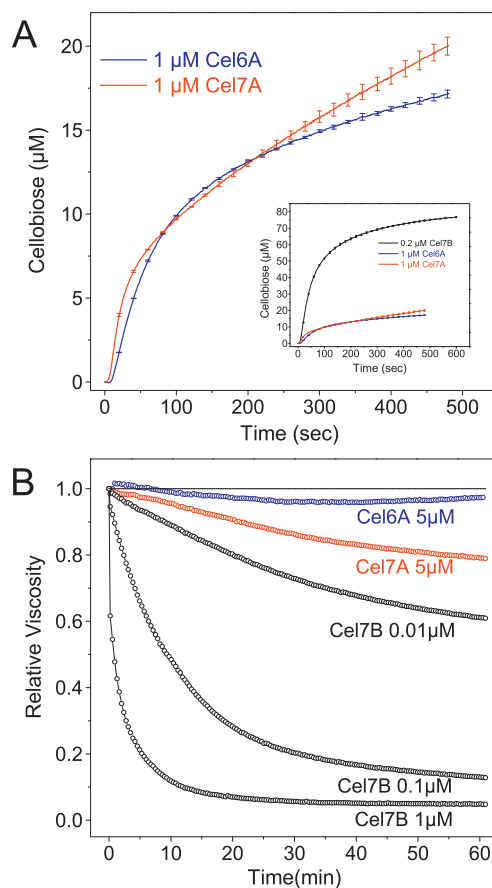 A
1 µM Cel6A
1 µM Cel7A
Cellobiose (µM)
20
15
10
5
0
0 100 200 300 400 500
Time (sec)
Cellobiose (µM)
80
70
60
50
40
30
20
10
0
0.2 µM Cel7B
1 µM Cel6A
1 µM Cel7A
0 100 200 300 400 500 600
Time (sec)
B
Relative Viscosity
1.0
0.8
0.6
0.4
0.2
0.0
Cel6A 5µM
Cel7A 5µM
Cel7B 0.01µM
Cel7B 0.1µM
Cel7B 1µM
0 10 20 30 40 50 60
Time(min)